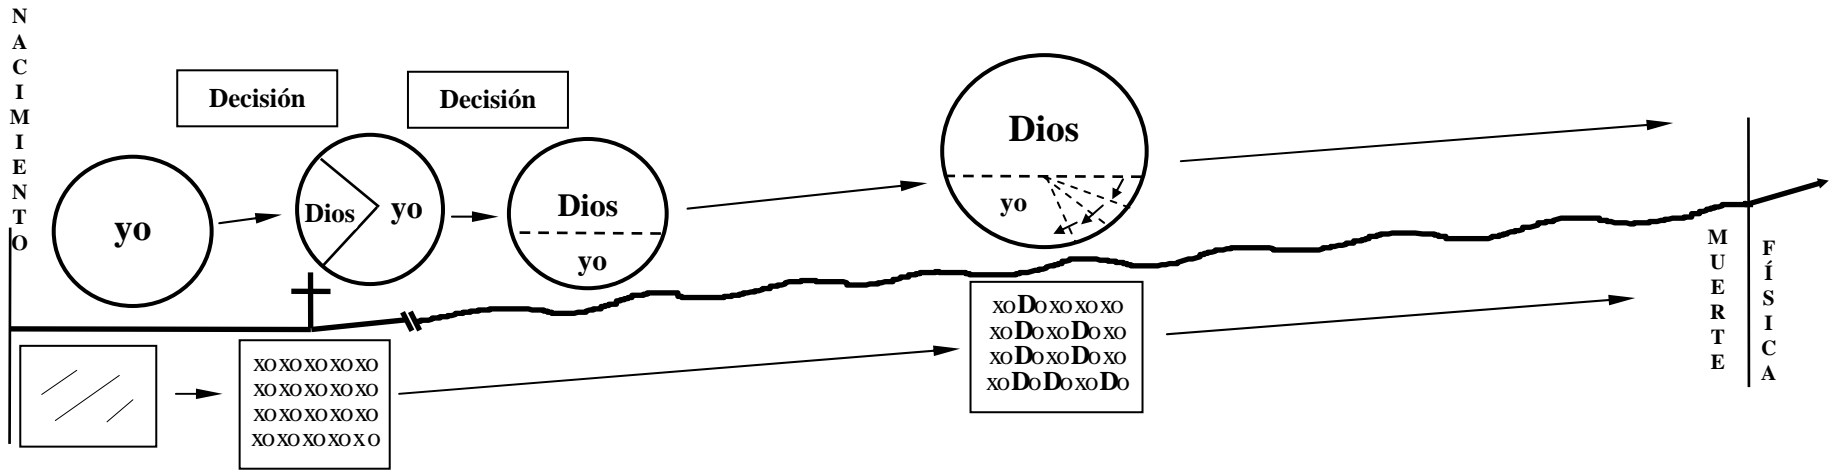 NACIMIENTO
Decisión
Decisión
yo
Dios
yo
Dios
yo
Dios
yo
xoxoxoxoxo
xoxoxoxoxo
xoxoxoxoxo
xoxoxoxoxo
xoDoxoxoxo
xoDoxoDoxo
xoDoxoDoxo
xoDoDoxoDo
MUERTE
FÍSICA